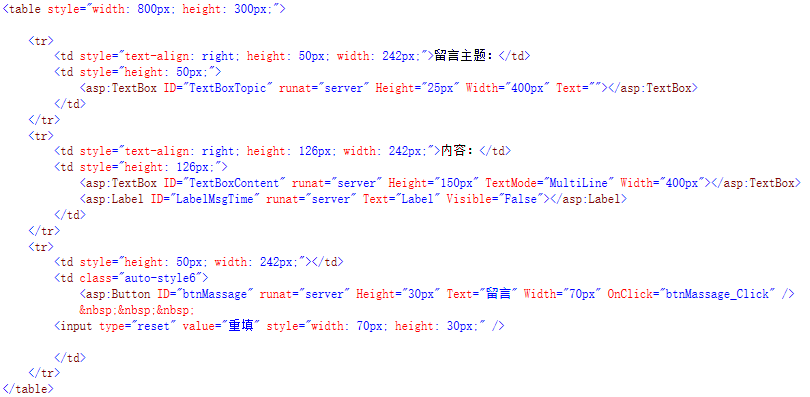 <table style="width: 800px; height: 300px;">
<tr>
<td style="text-align: right; height: 50px; width: 242px;">留言主题：</td>
<td style="height: 50px;">
<asp:TextBox ID="TextBoxTopic" runat="server" Height="25px" Width="400px" Text=""></asp:TextBox>
</td>
</tr>
<tr>
<td style="text-align: right; height: 126px; width: 242px;">内容：</td>
<td style="height: 126px;">
<asp:TextBox ID="TextBoxContent" runat="server" Height="150px" TextMode="MultiLine" Width="400px"></asp:TextBox>
<asp:Label ID="LabelMsgTime" runat="server" Text="Label" Visible="False"></asp:Label>
</td>
</tr>
<tr>
<td style="height: 50px; width: 242px;"></td>
<td class="auto-style6">
<asp:Button ID="btnMassage" runat="server" Height="30px" Text="留言" Width="70px" OnClick="btnMassage_Click" />
&nbsp;&nbsp;&nbsp;
<input type="reset" value="重填" style="width: 70px; height: 30px;" />
</td>
</tr>
</table>